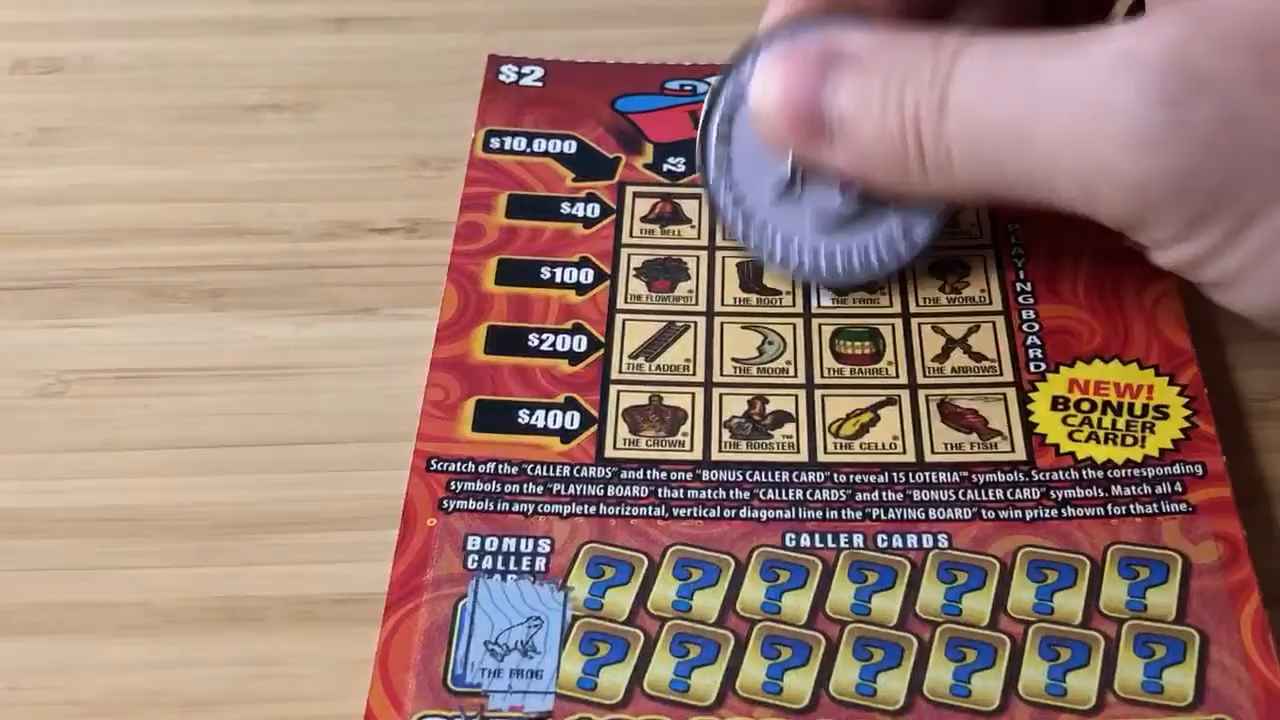 $2
$10,000
$2
$40
$100
$200
$400
THE BELL
THE FLOWERPOT THE BOOT THE FROG THE WORLD
THE LADDER THE MOON THE BARREL THE ARROWS
THE CROWN THE ROOSTER™ THE CELLO THE FISH
PLAYING BOARD
NEW!
BONUS
CALLER
CARD!
Scratch off the "CALLER CARDS" and the one "BONUS CALLER CARD" to reveal 15 LOTERIA™ symbols. Scratch the corresponding
symbols on the "PLAYING BOARD" that match the "CALLER CARDS" and the "BONUS CALLER CARD" symbols. Match all 4
symbols in any complete horizontal, vertical or diagonal line in the "PLAYING BOARD" to win prize shown for that line.
BONUS
CALLER
CALLER CARDS
? ? ? ? ? ? ?
? ? ? ? ? ? ?
THE FROG